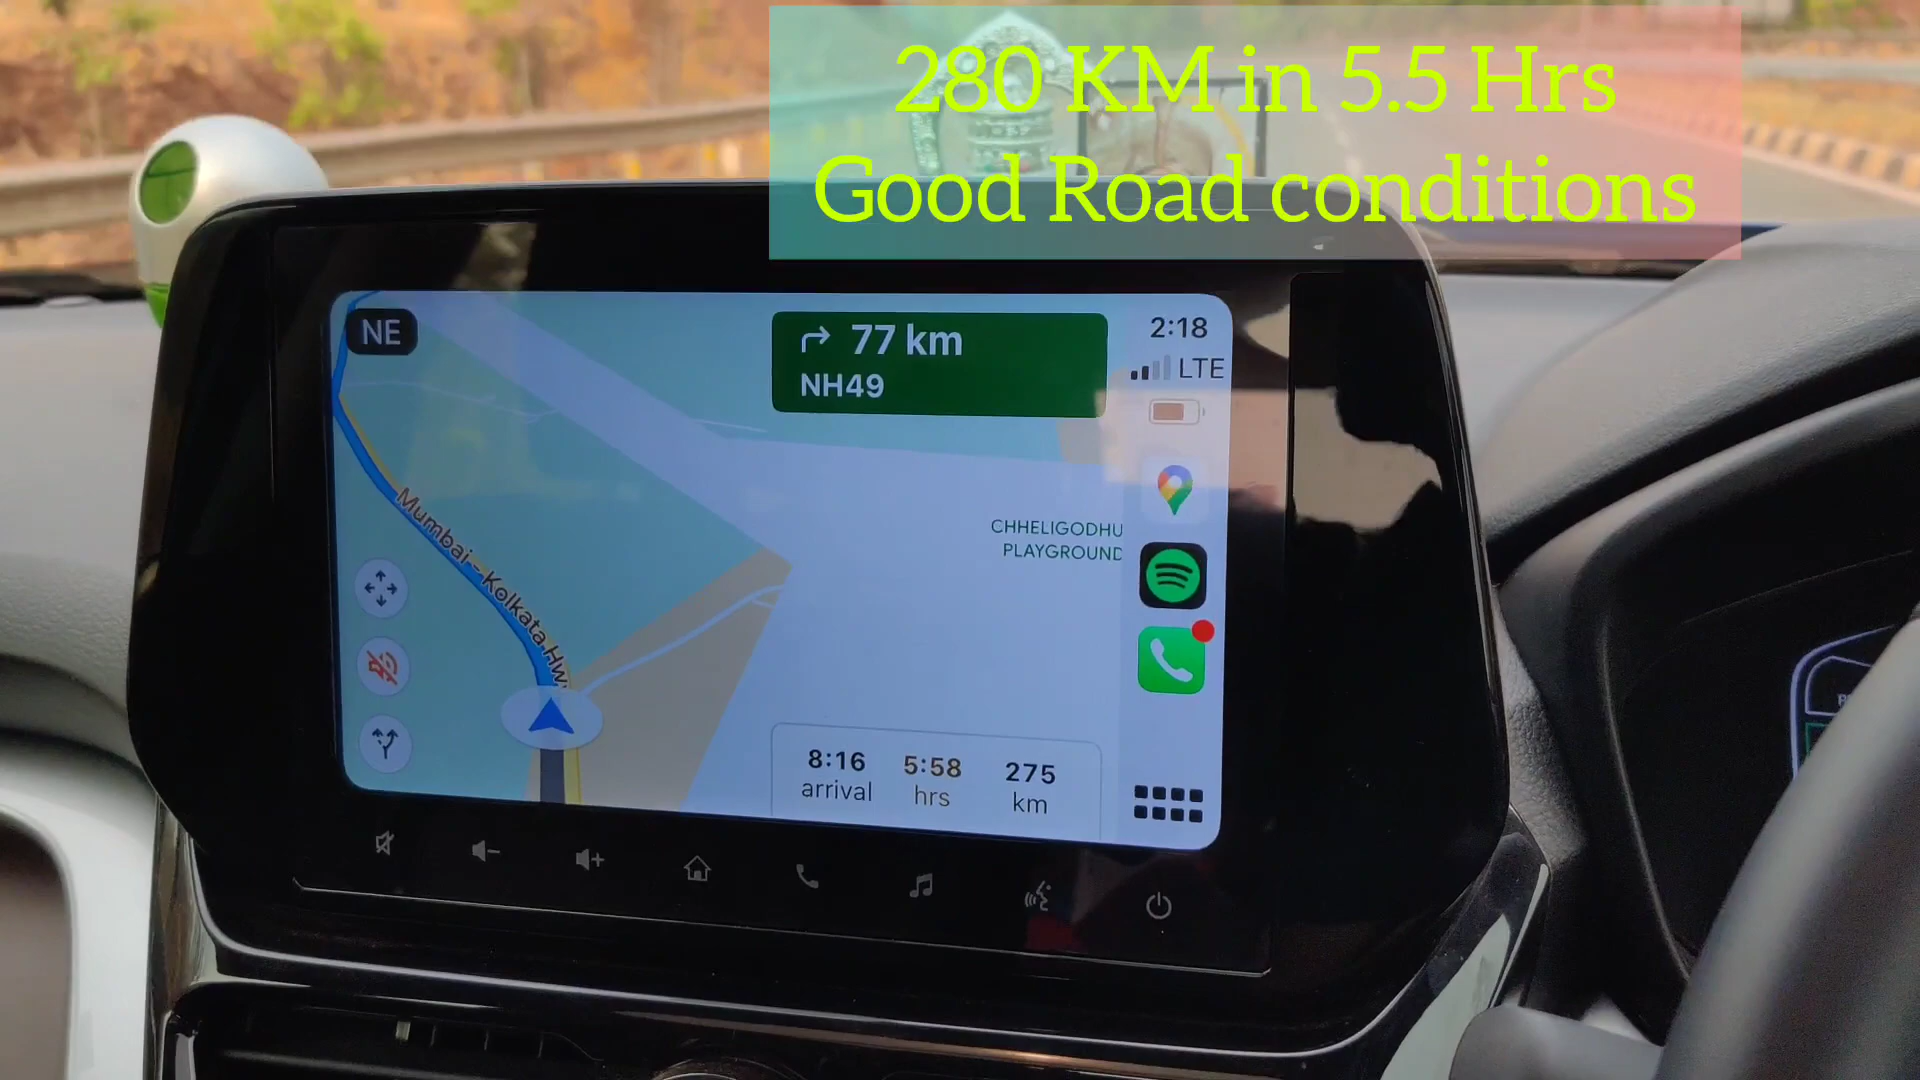 280 KM in 5.5 Hrs
Good Road conditions
NE
77 km
NH49
2:18
LTE
CHHELIGODHU
PLAYGROUND
Mumbai - Kolkata Hwy
8:16 5:58 275
arrival hrs km